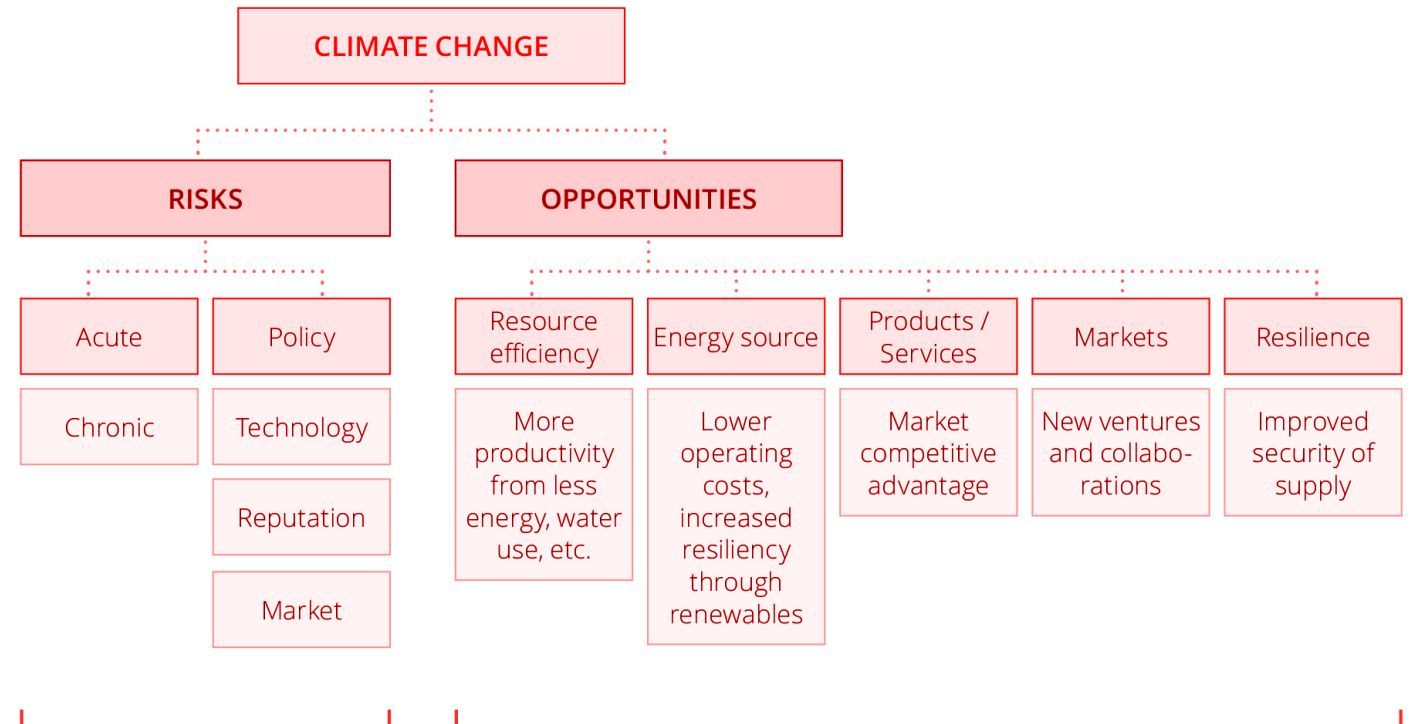 CLIMATE CHANGE
RISKS
OPPORTUNITIES
Acute
Policy
Chronic
Technology
Reputation
Market
Resource
efficiency
More
productivity
from less
energy, water
use, etc.
Energy source
Lower
operating
costs,
increased
resiliency
through
renewables
Products /
Services
Market
competitive
advantage
Markets
New ventures
and collabo-
rations
Resilience
Improved
security of
supply